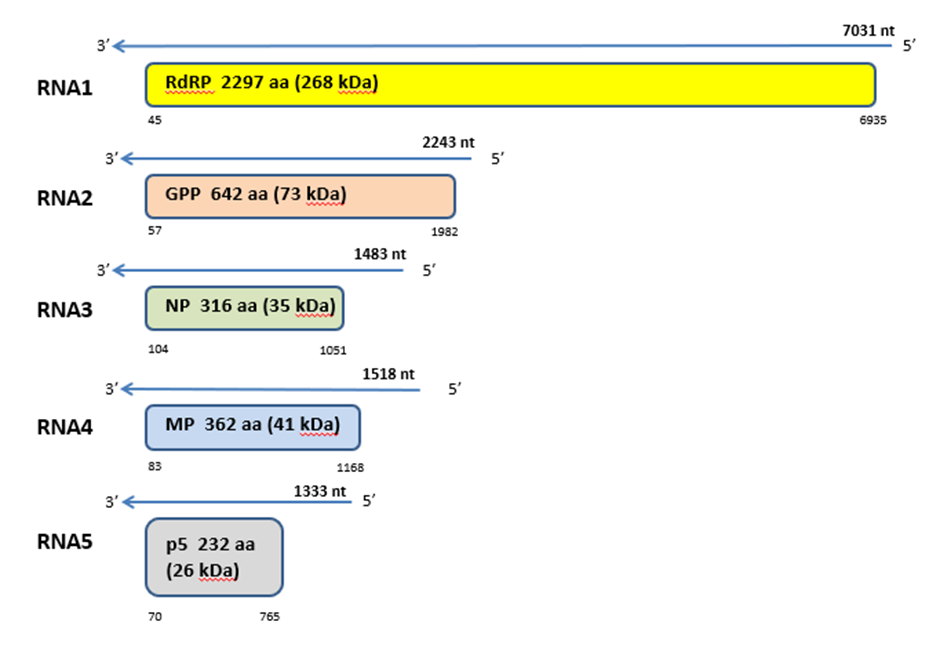 7031 nt
3′ 5′
RNA1 RdRP 2297 aa (268 kDa)
45 6935
2243 nt
3′ 5′
RNA2 GPP 642 aa (73 kDa)
57 1982
1483 nt
3′ 5′
RNA3 NP 316 aa (35 kDa)
104 1051
1518 nt
3′ 5′
RNA4 MP 362 aa (41 kDa)
83 1168
1333 nt
3′ 5′
RNA5 p5 232 aa
(26 kDa)
70 765